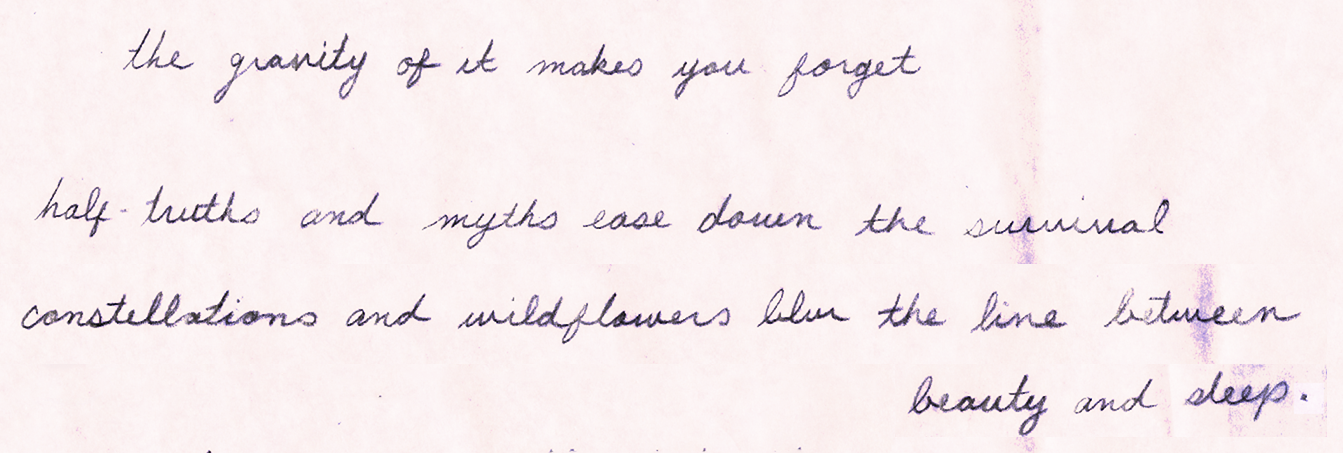 the gravity of it makes you forget
half-truths and myths ease down the survival
constellations and wildflowers blur the line between
beauty and sleep.